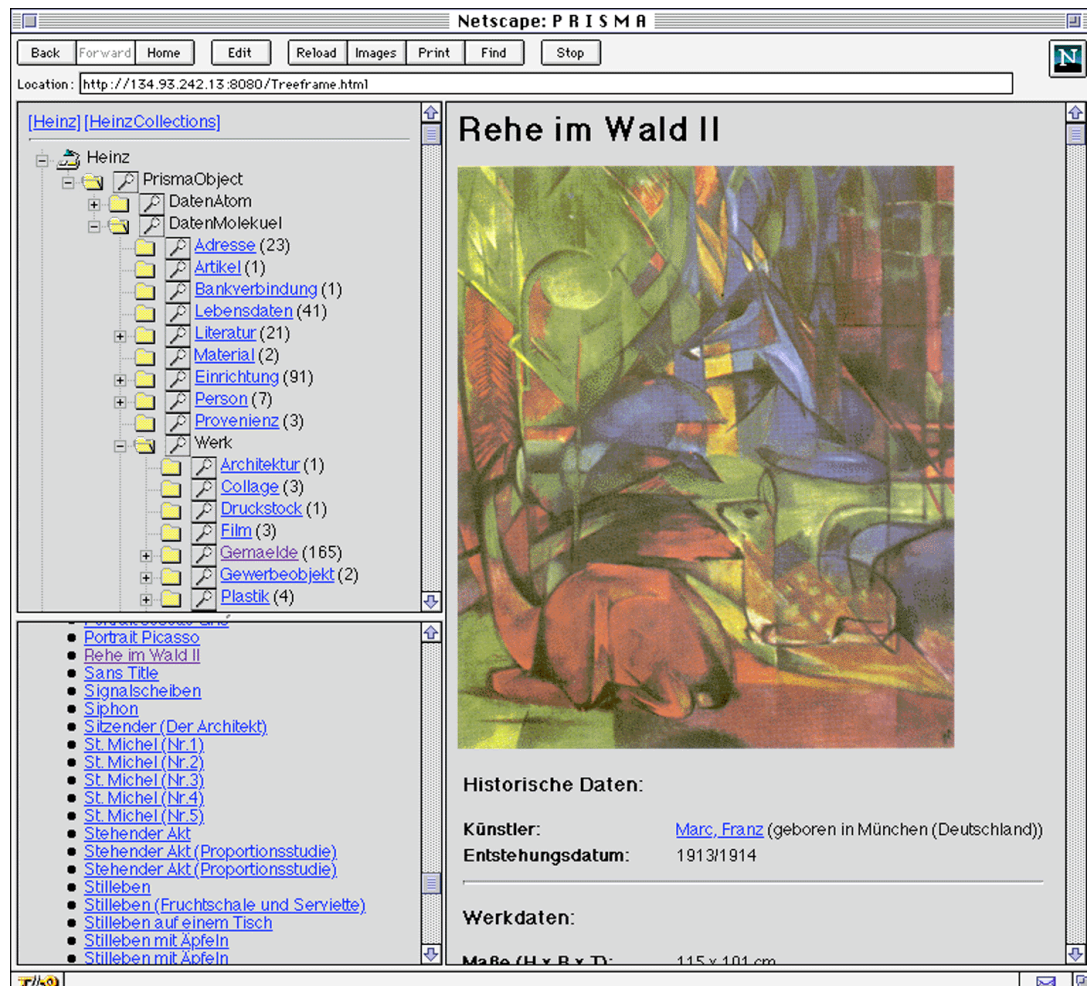 Netscape: P R I S M A
Back Forward Home Edit Reload Images Print Find Stop
N
Location: http://134.93.242.13:8080/Treeframe.html
[Heinz] [HeinzCollections]
Heinz
PrismaObject
DatenAtom
DatenMolekuel
Adresse (23)
Artikel (1)
Bankverbindung (1)
Lebensdaten (41)
Literatur (21)
Material (2)
Einrichtung (91)
Person (7)
Provenienz (3)
Werk
Architektur (1)
Collage (3)
Druckstock (1)
Film (3)
Gemaelde (165)
Gewerbeobjekt (2)
Plastik (4)
Portrait Picasso
Rehe im Wald II
Sans Title
Signalscheiben
Siphon
Sitzender (Der Architekt)
St. Michel (Nr.1)
St. Michel (Nr.2)
St. Michel (Nr.3)
St. Michel (Nr.4)
St. Michel (Nr.5)
Stehender Akt
Stehender Akt (Proportionsstudie)
Stehender Akt (Proportionsstudie)
Stilleben
Stilleben (Fruchtschale und Serviette)
Stilleben auf einem Tisch
Stilleben mit Äpfeln
Stilleben mit Äpfeln
Rehe im Wald II
Historische Daten:
Künstler: Marc, Franz (geboren in München (Deutschland))
Entstehungsdatum: 1913/1914
Werkdaten:
Maße (H x B x T): 115 x 101 cm